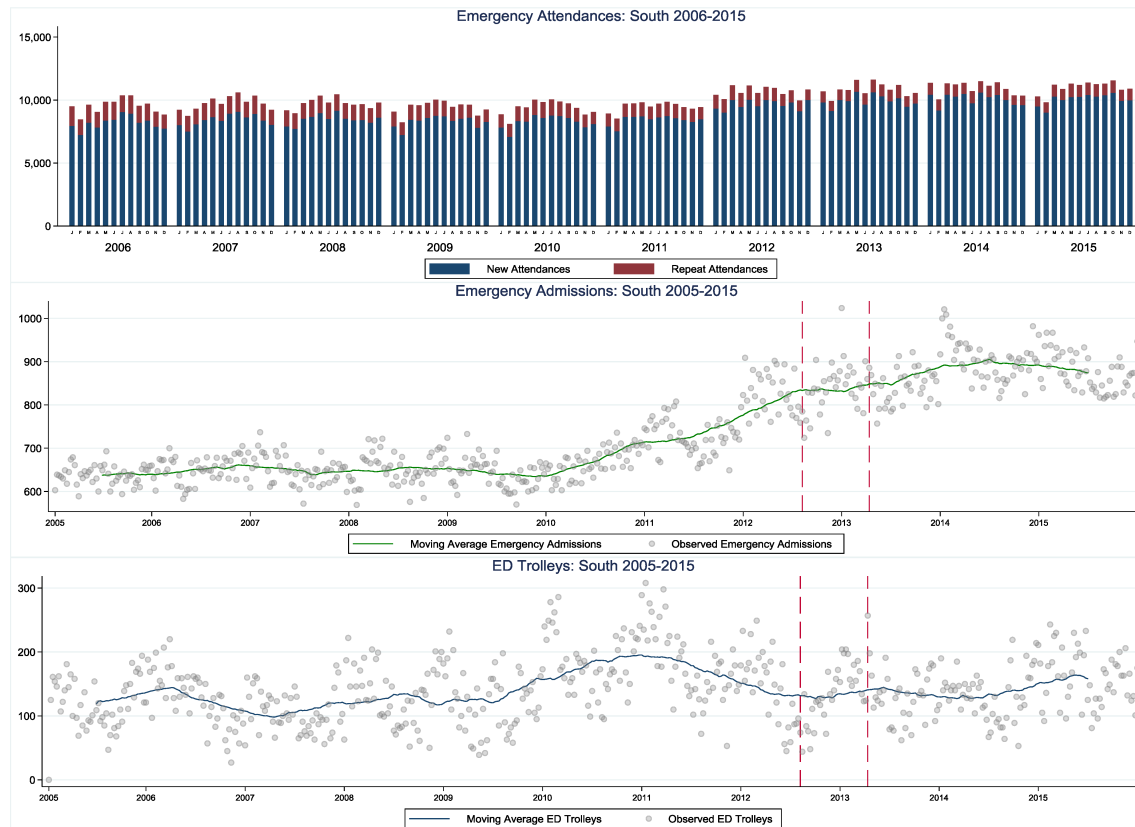 Emergency Attendances: South 2006-2015
15,000
10,000
5,000
0
J F M A M J J A S O N D J F M A M J J A S O N D J F M A M J J A S O N D J F M A M J J A S O N D J F M A M J J A S O N D J F M A M J J A S O N D J F M A M J J A S O N D J F M A M J J A S O N D J F M A M J J A S O N D J F M A M J J A S O N D
2006 2007 2008 2009 2010 2011 2012 2013 2014 2015
New Attendances Repeat Attendances
Emergency Admissions: South 2005-2015
1000
900
800
700
600
2005 2006 2007 2008 2009 2010 2011 2012 2013 2014 2015
Moving Average Emergency Admissions Observed Emergency Admissions
ED Trolleys: South 2005-2015
300
200
100
0
2005 2006 2007 2008 2009 2010 2011 2012 2013 2014 2015
Moving Average ED Trolleys Observed ED Trolleys